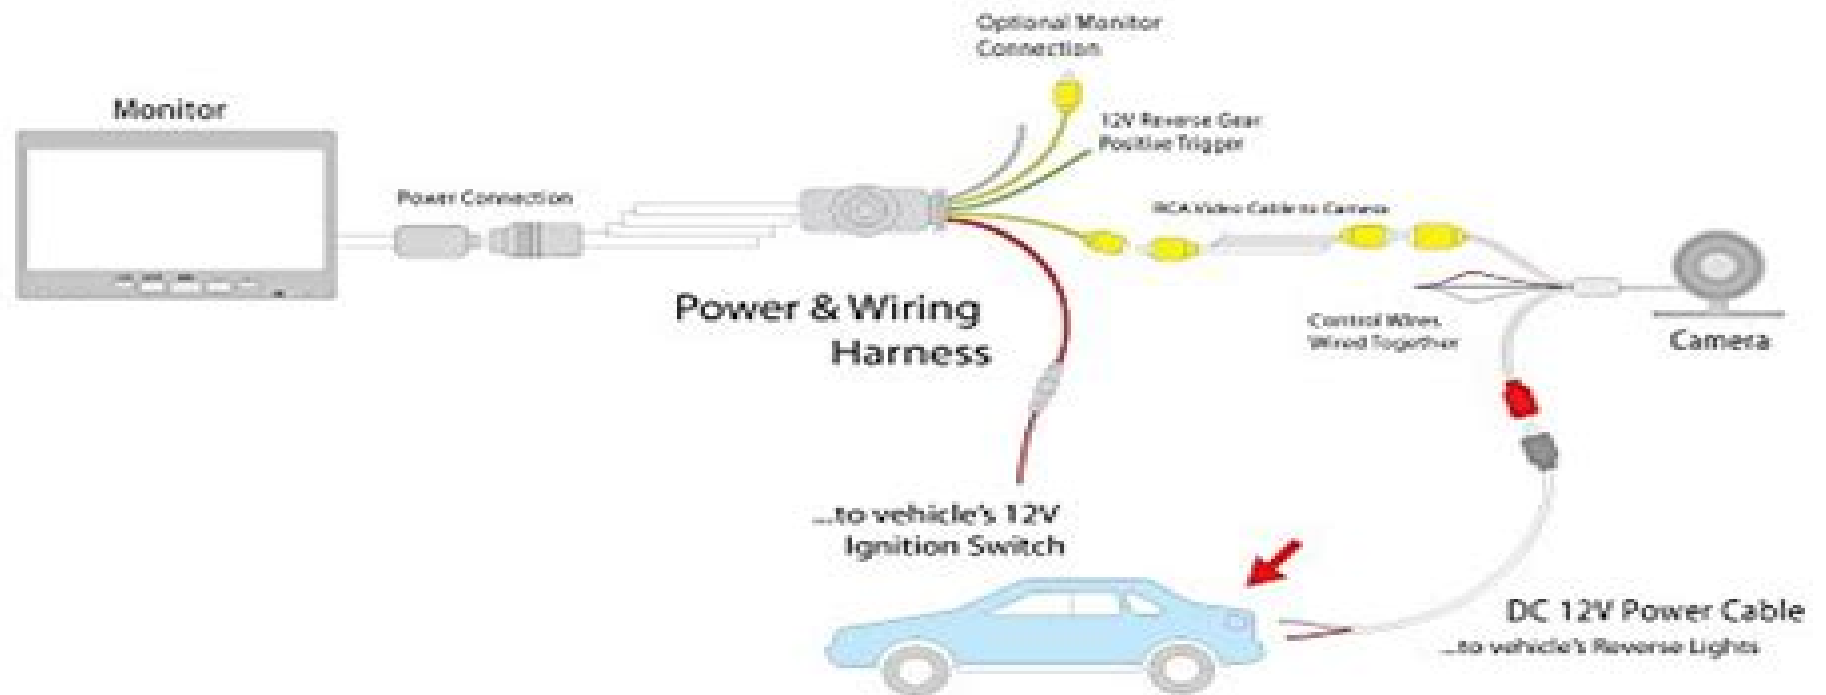 Optional Monitor
Connection
Monitor
12V Reverse Gear
Positive Trigger
Power Connection
RCA Video Cable to Camera
Power & Wiring
Harness
Control Wires
Wired Together
Camera
...to vehicle's 12V
Ignition Switch
DC 12V Power Cable
...to vehicle's Reverse Lights